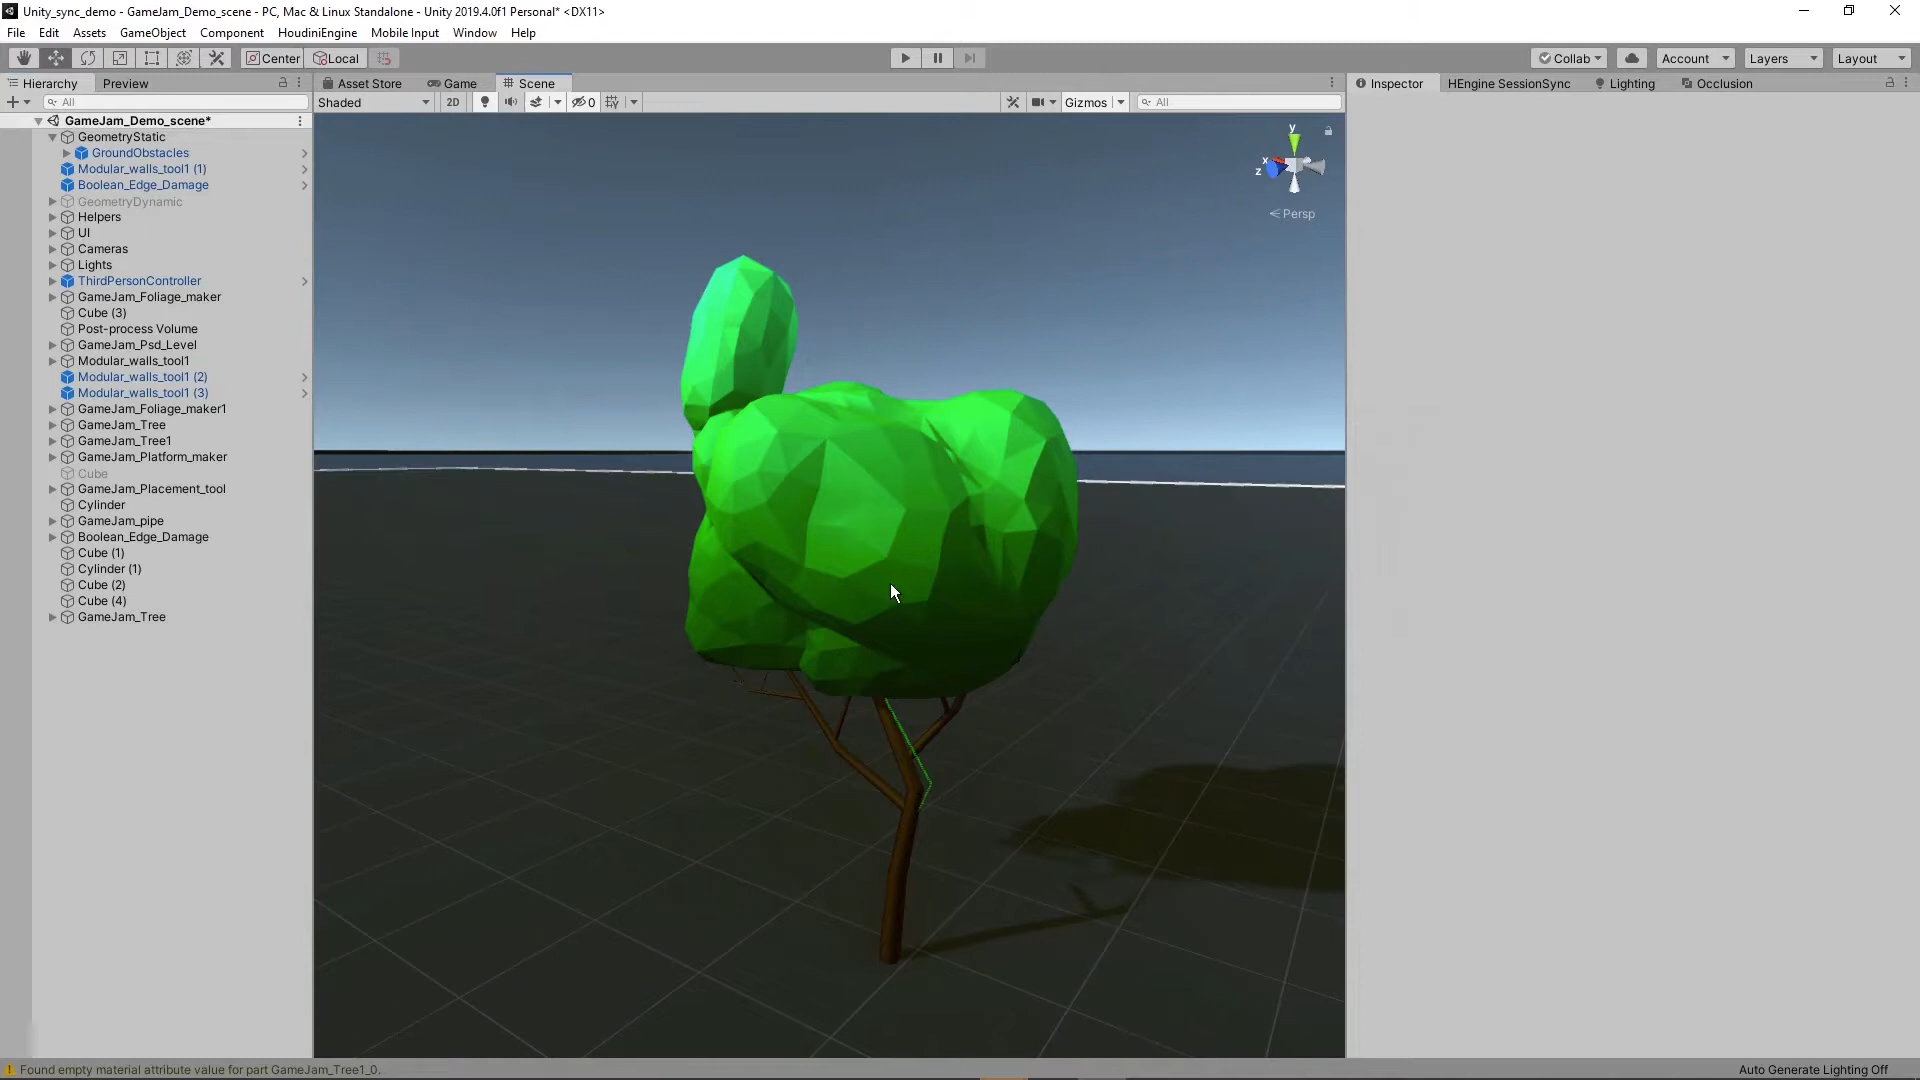 Unity_sync_demo - GameJam_Demo_scene - PC, Mac & Linux Standalone - Unity 2019.4.0f1 Personal* <DX11>
File Edit Assets GameObject Component HoudiniEngine Mobile Input Window Help
Center Local Collab Account Layers Layout
Hierarchy Preview Asset Store Game Scene Inspector HEngine SessionSync Lighting Occlusion
All Shaded 2D 0 Gizmos All
GameJam_Demo_scene*
GeometryStatic
GroundObstacles
Modular_walls_tool1 (1)
Boolean_Edge_Damage
GeometryDynamic
Helpers
UI
Cameras
Lights
ThirdPersonController
GameJam_Foliage_maker
Cube (3)
Post-process Volume
GameJam_Psd_Level
Modular_walls_tool1
Modular_walls_tool1 (2)
Modular_walls_tool1 (3)
GameJam_Foliage_maker1
GameJam_Tree
GameJam_Tree1
GameJam_Platform_maker
Cube
GameJam_Placement_tool
Cylinder
GameJam_pipe
Boolean_Edge_Damage
Cube (1)
Cylinder (1)
Cube (2)
Cube (4)
GameJam_Tree
y
x
z
Persp
Found empty material attribute value for part GameJam_Tree1_0.
Auto Generate Lighting Off